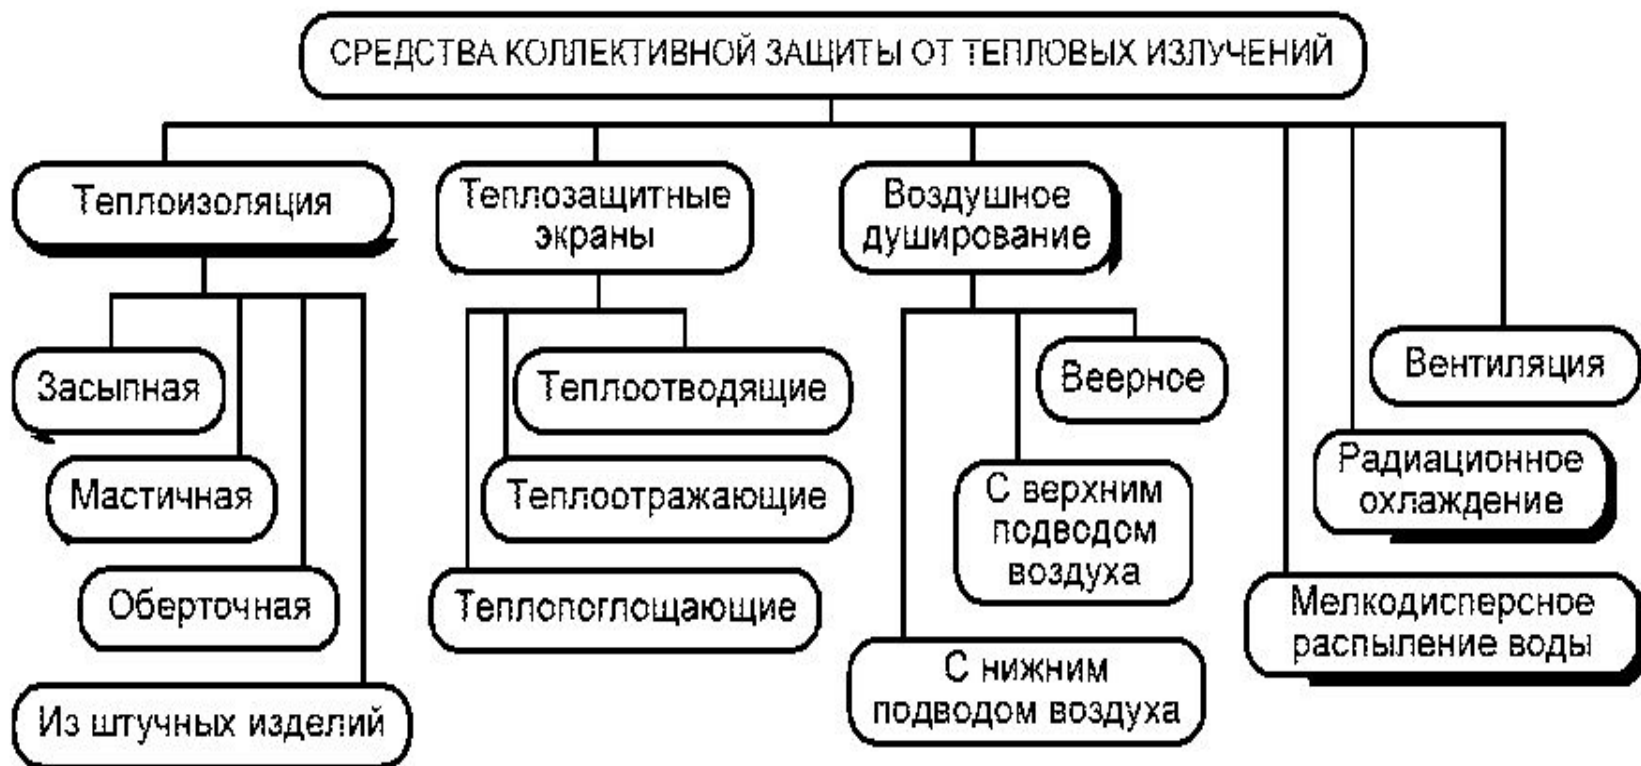 СРЕДСТВА КОЛЛЕКТИВНОЙ ЗАЩИТЫ ОТ ТЕПЛОВЫХ ИЗЛУЧЕНИЙ
Теплоизоляция
Засыпная
Мастичная
Оберточная
Из штучных изделий
Теплозащитные
экраны
Теплоотводящие
Теплоотражающие
Теплопоглощающие
Воздушное
душирование
Веерное
С верхним
подводом
воздуха
С нижним
подводом воздуха
Вентиляция
Радиационное
охлаждение
Мелкодисперсное
распыление воды